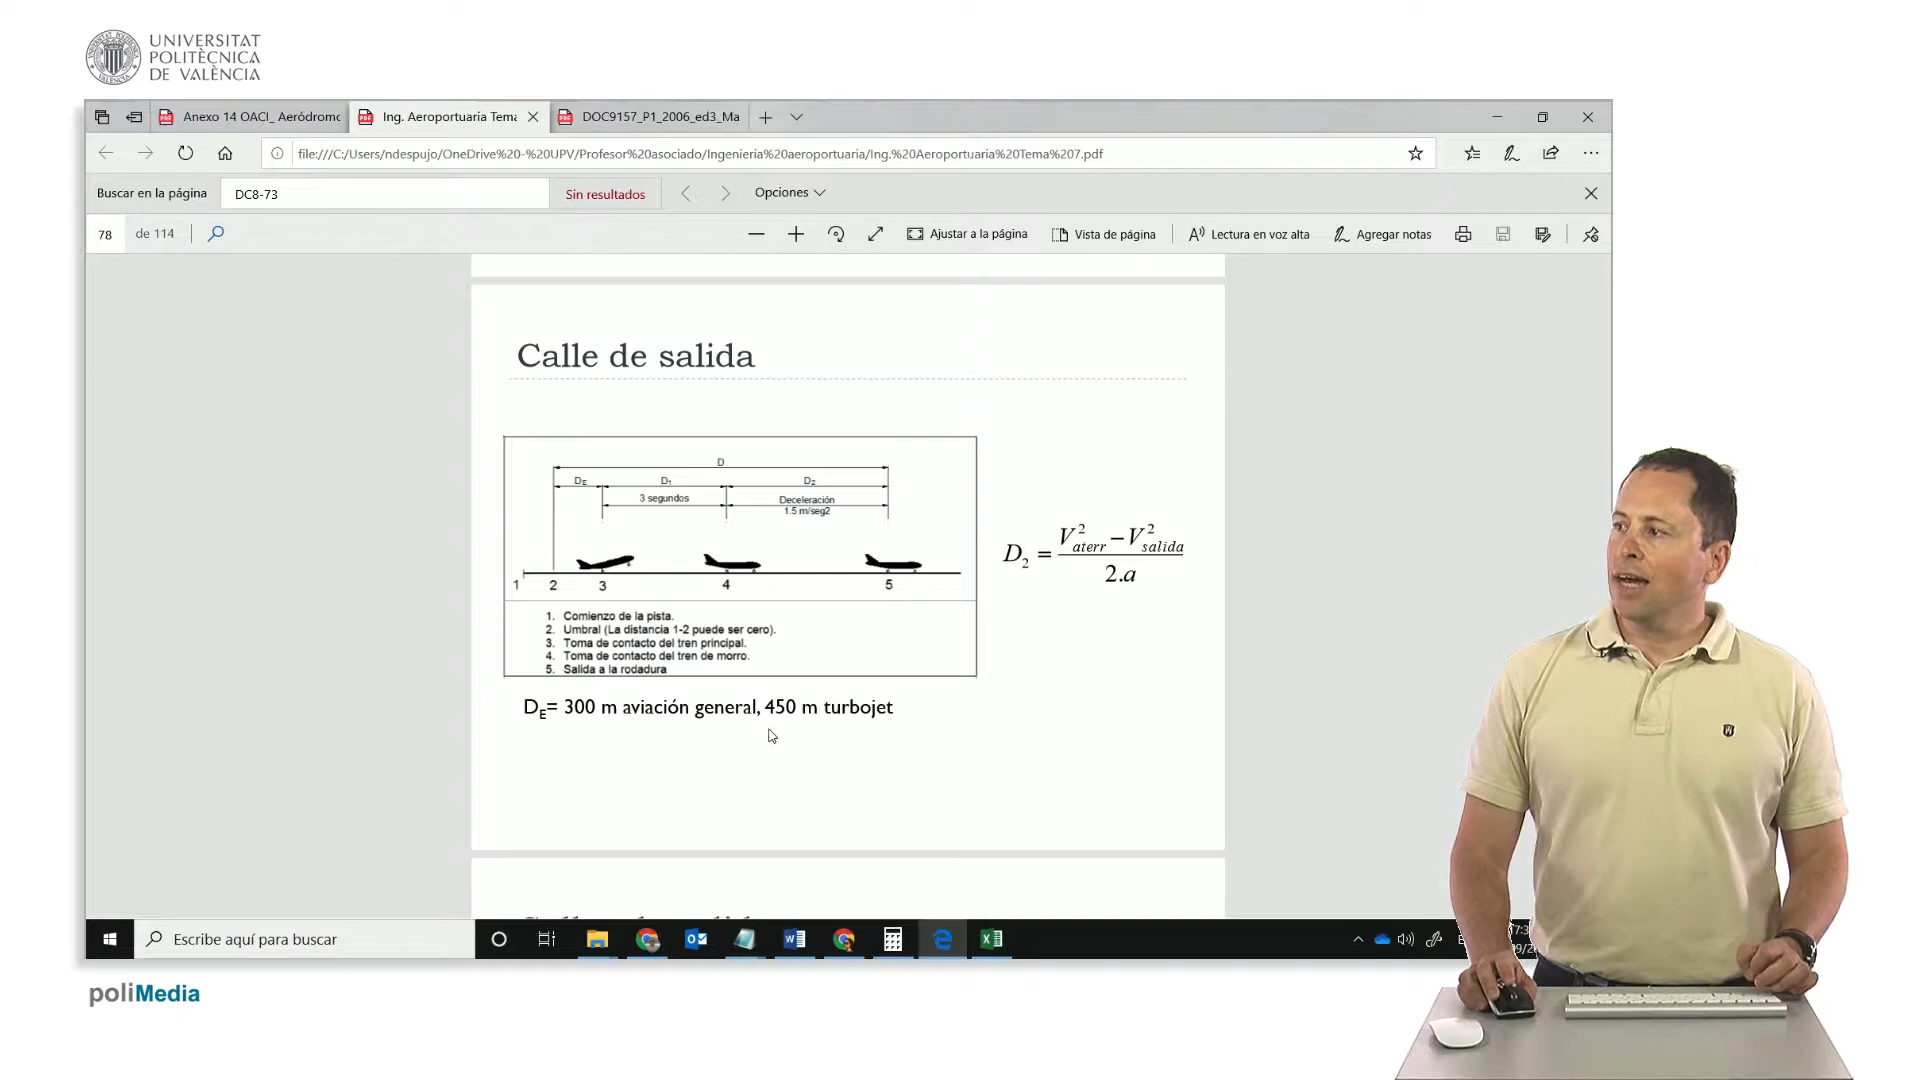 UNIVERSITAT
POLITÈCNICA
DE VALÈNCIA
Anexo 14 OACI_ Aeródromo
Ing. Aeroportuaria Tema
DOC9157_P1_2006_ed3_Ma
file:///C:/Users/ndespujo/OneDrive%20-%20UPV/Profesor%20asociado/Ingenieria%20aeroportuaria/Ing.%20Aeroportuaria%20Tema%207.pdf
Buscar en la página
DC8-73
Sin resultados
Opciones
78 de 114
Ajustar a la página
Vista de página
Lectura en voz alta
Agregar notas
Calle de salida
D
DE D1 D2
3 segundos
Deceleración
1.5 m/seg2
1 2 3 4 5
1. Comienzo de la pista.
2. Umbral (La distancia 1-2 puede ser cero).
3. Toma de contacto del tren principal.
4. Toma de contacto del tren de morro.
5. Salida a la rodadura
D2 = (V²aterr − V²salida) / 2.a
DE= 300 m aviación general, 450 m turbojet
Escribe aquí para buscar
poliMedia